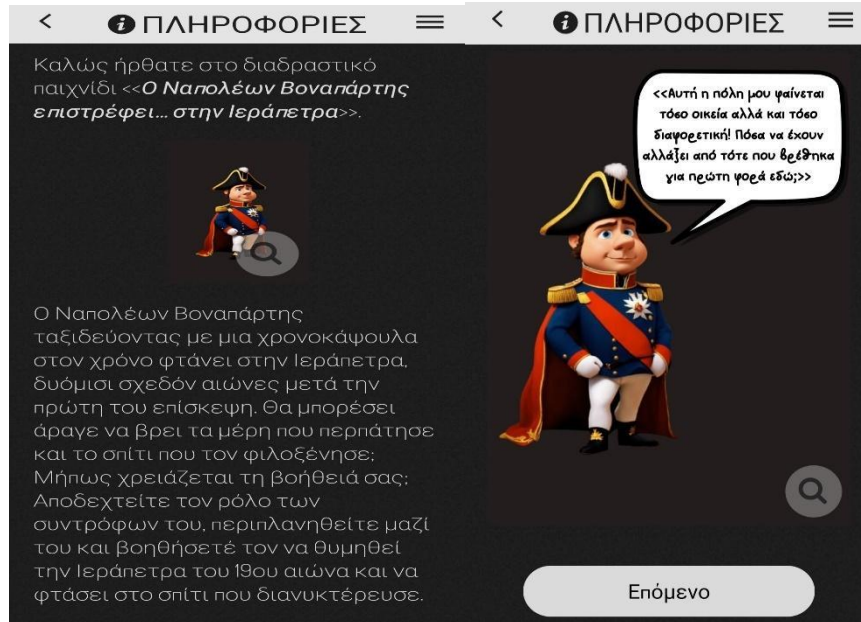 ΠΛΗΡΟΦΟΡΙΕΣ
Καλώς ήρθατε στο διαδραστικό
παιχνίδι <<Ο Ναπολέων Βοναπάρτης
επιστρέφει... στην Ιεράπετρα>>.
Ο Ναπολέων Βοναπάρτης
ταξιδεύοντας με μια χρονοκάψουλα
στον χρόνο φτάνει στην Ιεράπετρα,
δυόμισι σχεδόν αιώνες μετά την
πρώτη του επίσκεψη. Θα μπορέσει
άραγε να βρει τα μέρη που περπάτησε
και το σπίτι που τον φιλοξένησε;
Μήπως χρειάζεται τη βοήθειά σας;
Αποδεχτείτε τον ρόλο των
συντρόφων του, περιπλανηθείτε μαζί
του και βοηθήσετέ τον να θυμηθεί
την Ιεράπετρα του 19ου αιώνα και να
φτάσει στο σπίτι που διανυκτέρευσε.
ΠΛΗΡΟΦΟΡΙΕΣ
<<Αυτή η πόλη μου φαίνεται
τόσο οικεία αλλά και τόσο
διαφορετική! Πόσα να έχουν
αλλάξει από τότε που βρέθηκα
για πρώτη φορά εδώ;>>
Επόμενο